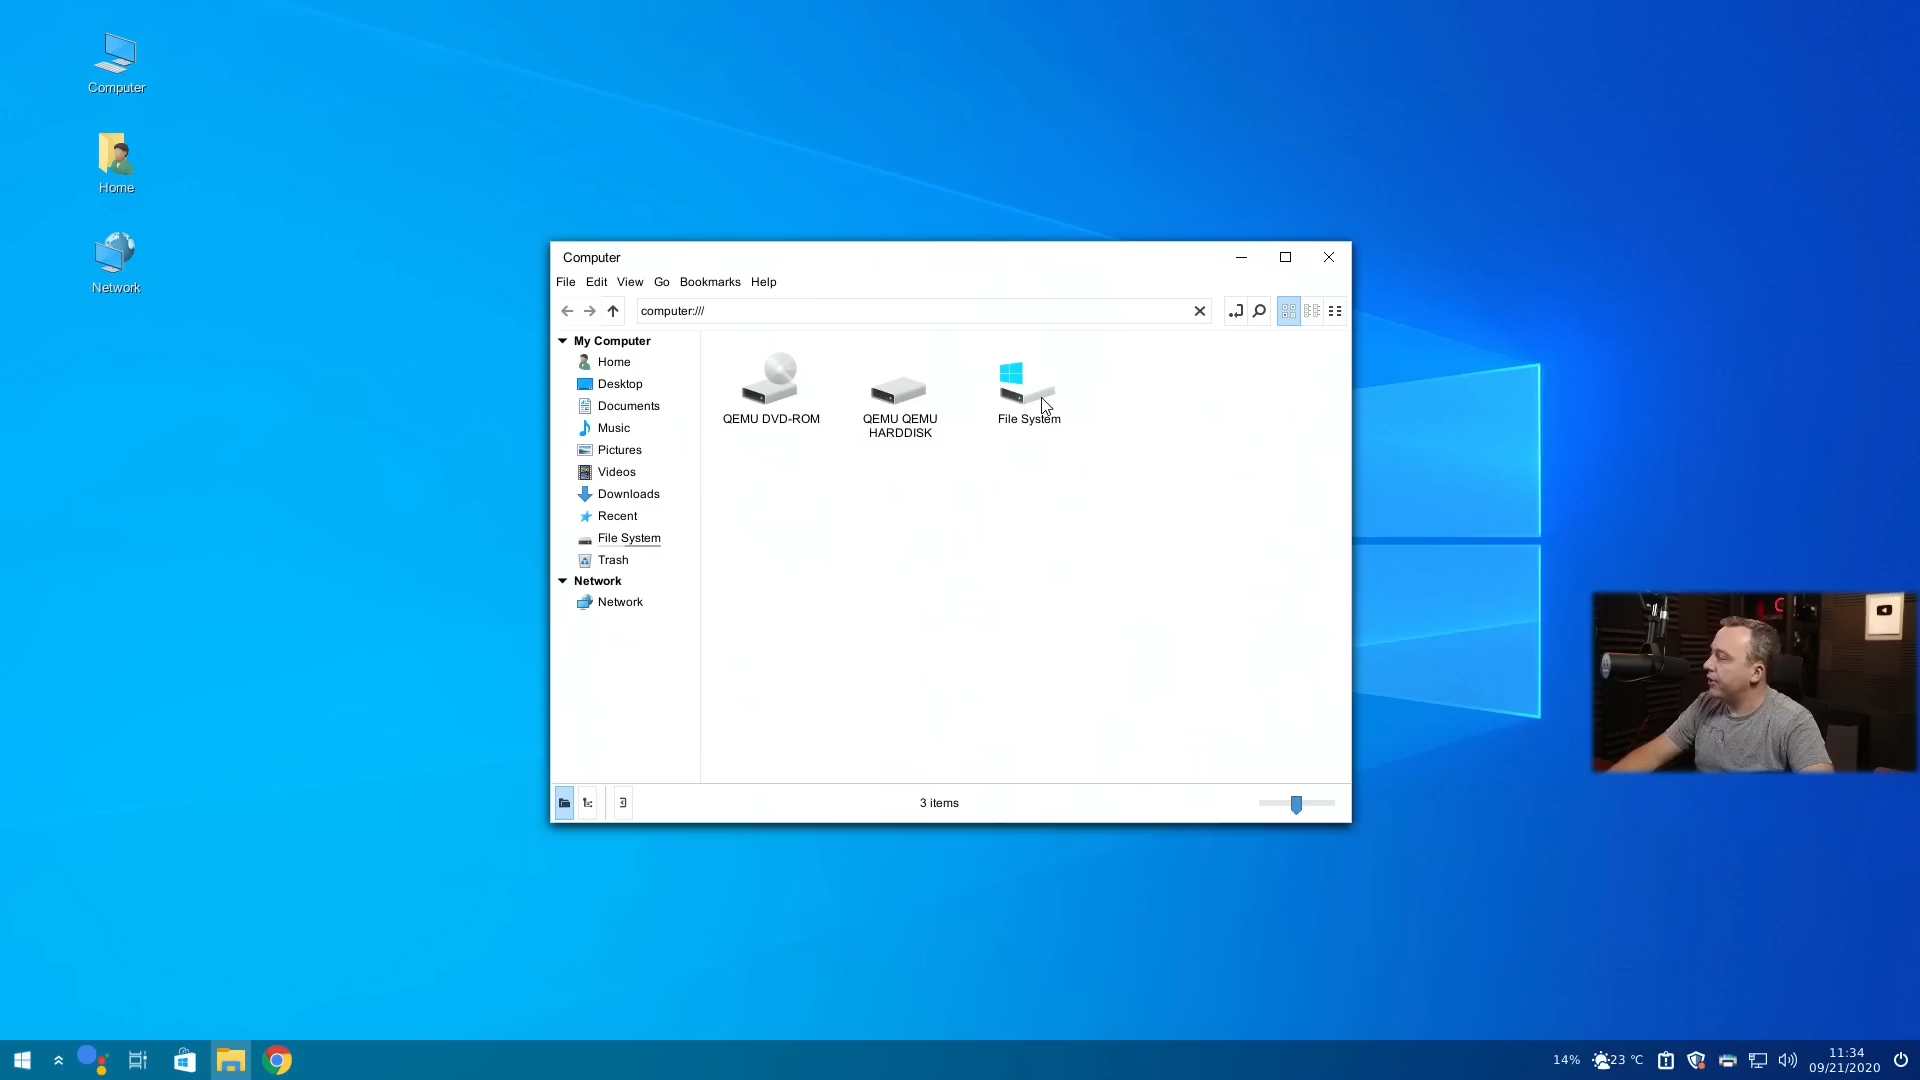 Computer
Home
Network
Computer
File Edit View Go Bookmarks Help
computer:///
My Computer
Home
Desktop
Documents
Music
Pictures
Videos
Downloads
Recent
File System
Trash
Network
Network
QEMU DVD-ROM
QEMU QEMU
HARDDISK
File System
3 items
14%
23 °C
11:34
09/21/2020